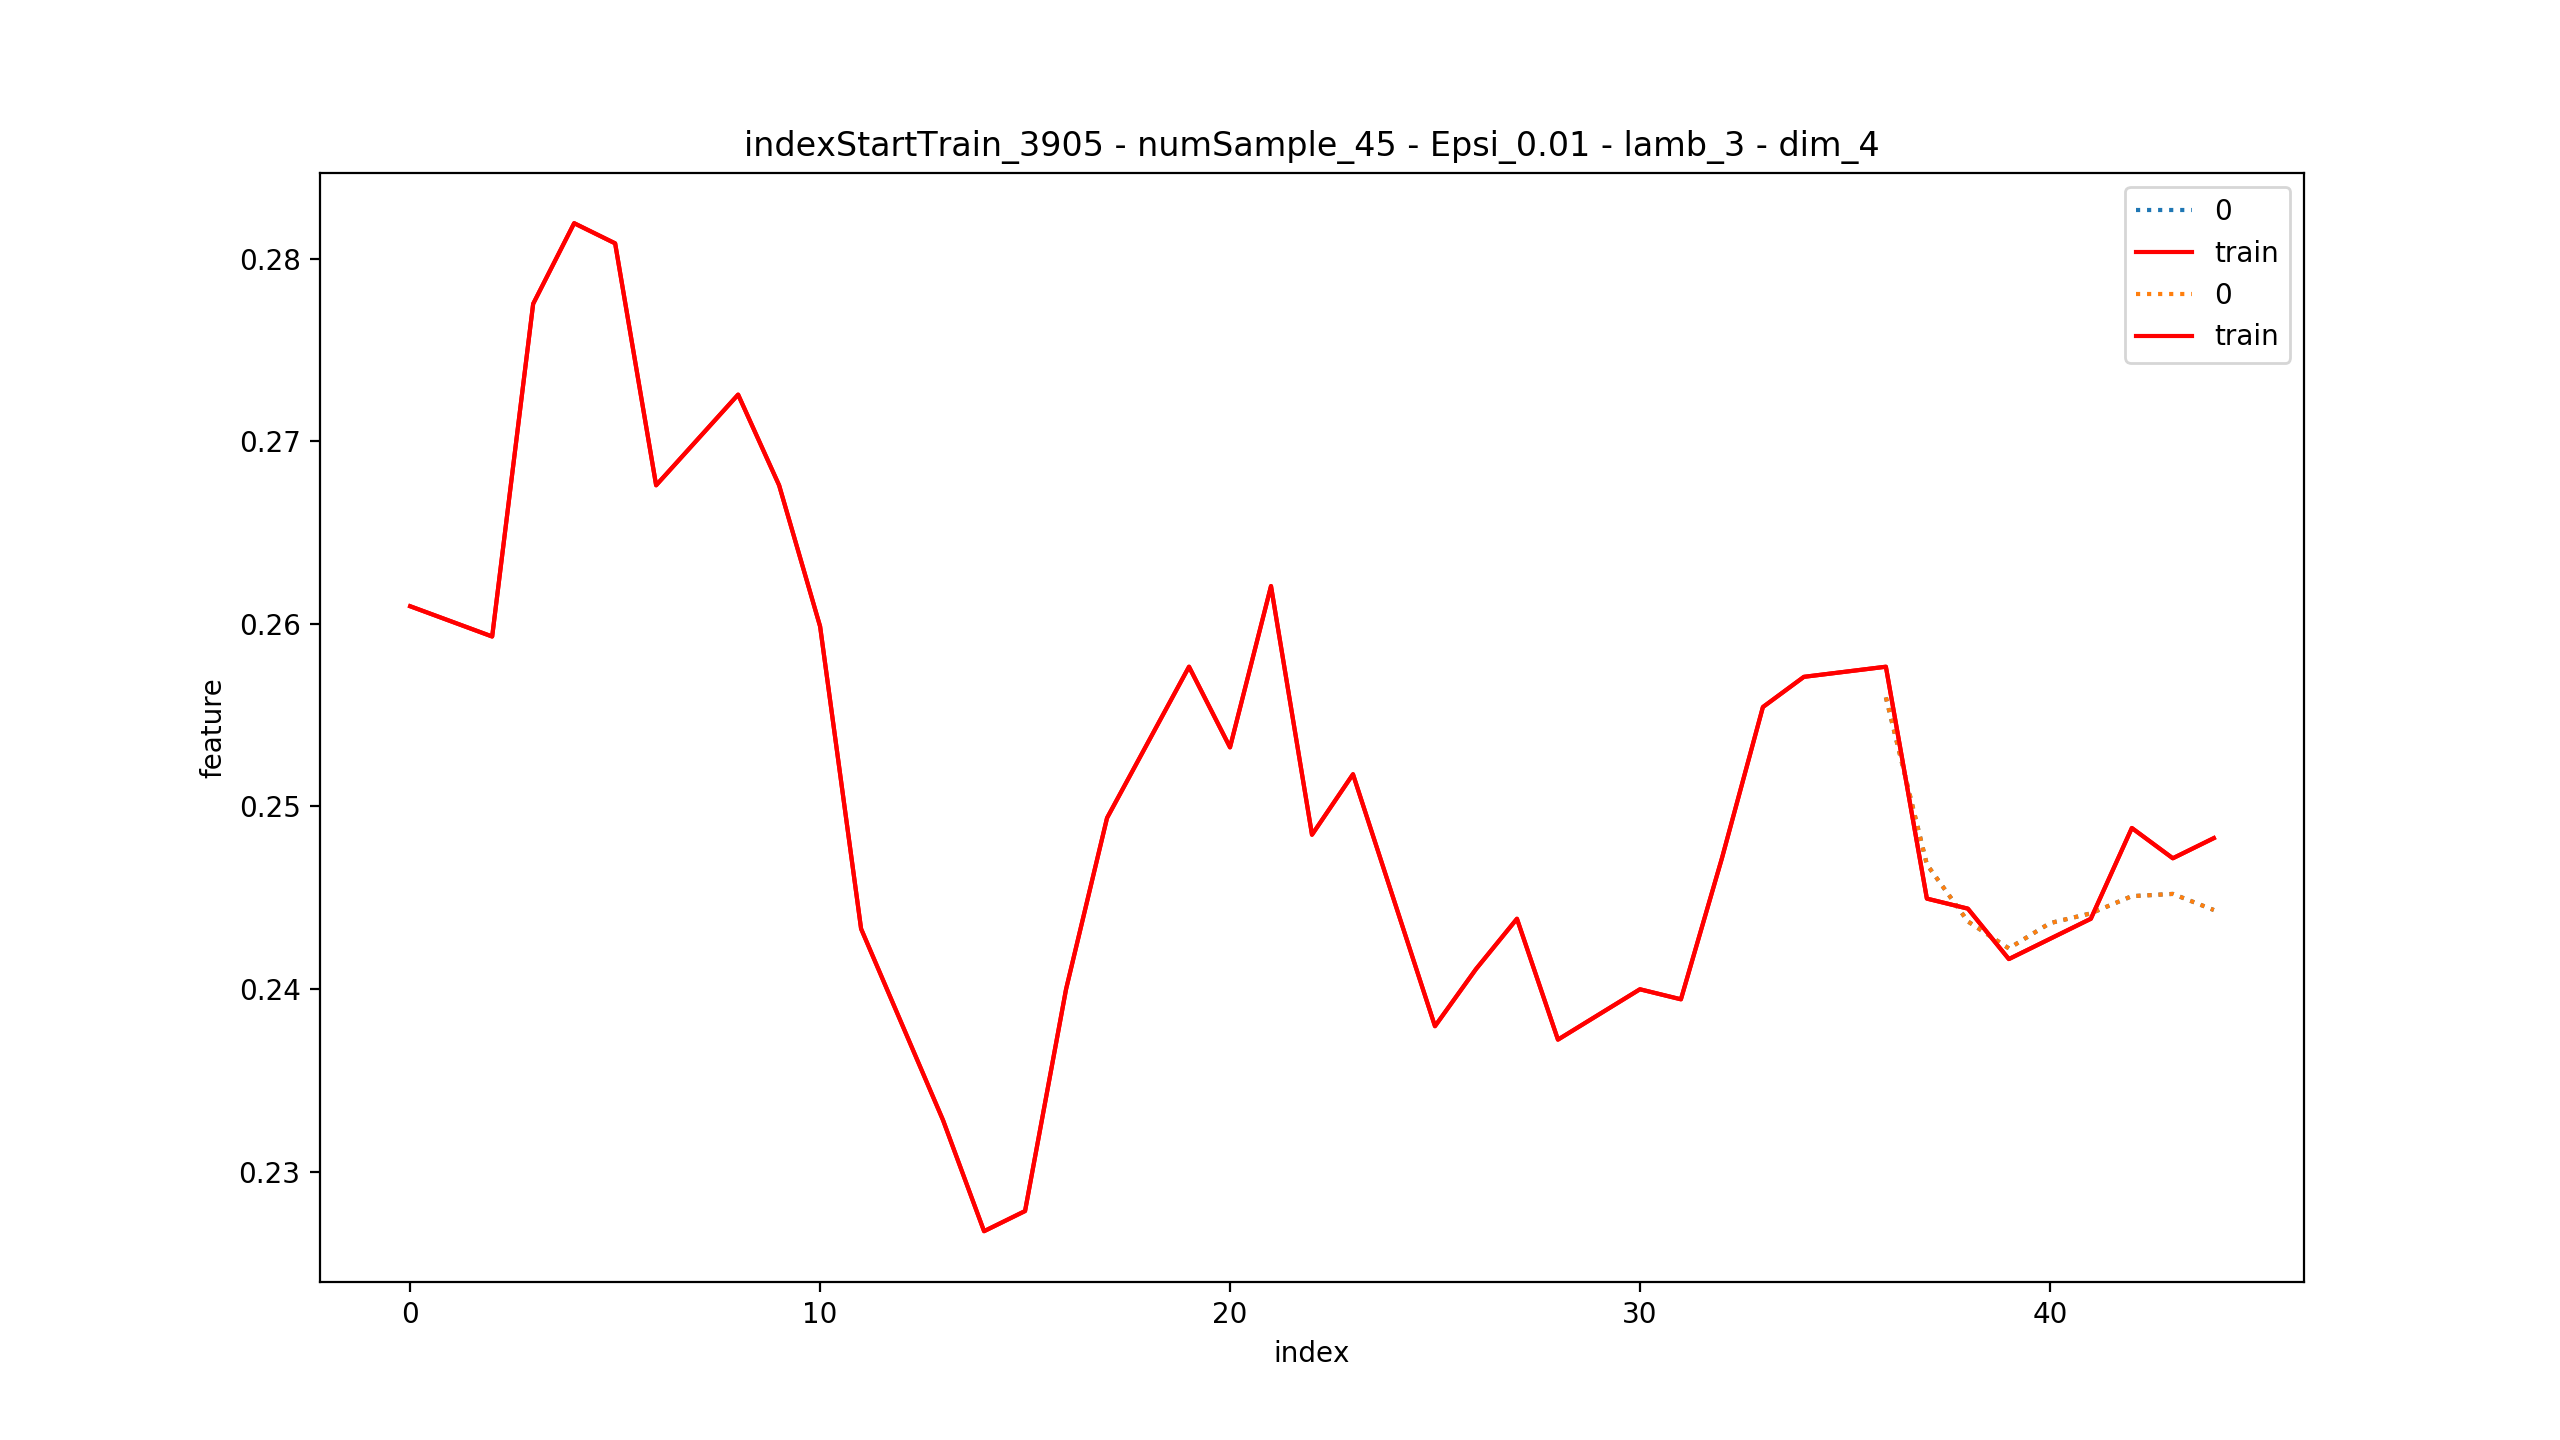 indexStartTrain_3905 - numSample_45 - Epsi_0.01 - lamb_3 - dim_4
0
train
0
train
0.28
0.27
0.26
0.25
0.24
0.23
feature
0 10 20 30 40
index